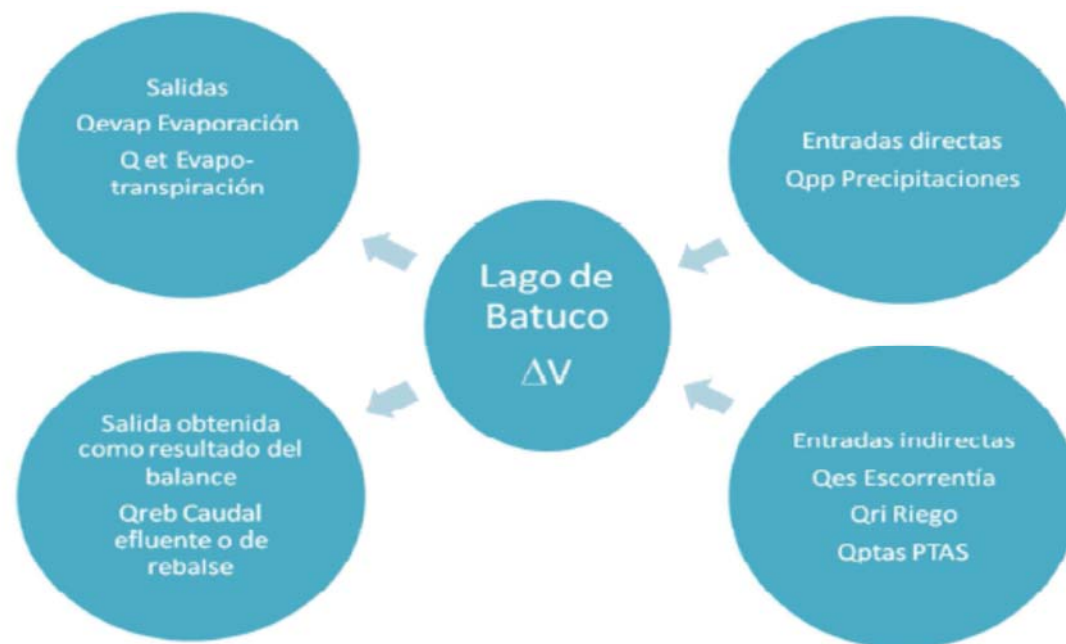 Salidas
Qevap Evaporación
Q et Evapo-
transpiración
Entradas directas
Qpp Precipitaciones
Lago de
Batuco
ΔV
Salida obtenida
como resultado del
balance
Qreb Caudal
efluente o de
rebalse
Entradas indirectas
Qes Escorrentía
Qri Riego
Qptas PTAS